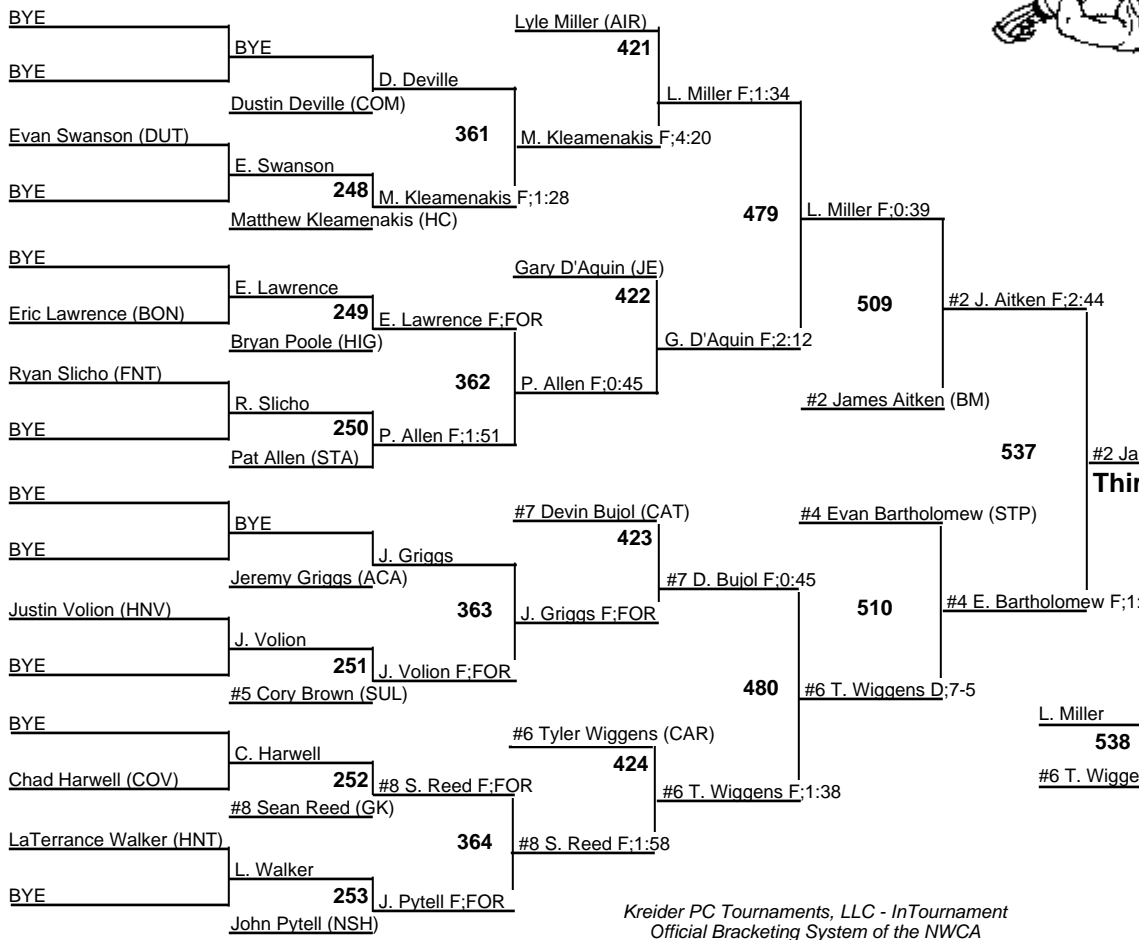 BYE
BYE
BYE
Dustin Deville (COM)
D. Deville
Evan Swanson (DUT)
BYE
E. Swanson
248
Matthew Kleamenakis (HC)
M. Kleamenakis F;1:28
361
Lyle Miller (AIR)
421
M. Kleamenakis F;4:20
L. Miller F;1:34
BYE
Eric Lawrence (BON)
E. Lawrence
249
Bryan Poole (HIG)
E. Lawrence F;FOR
Ryan Slicho (FNT)
BYE
R. Slicho
250
Pat Allen (STA)
P. Allen F;1:51
362
Gary D'Aquin (JE)
422
P. Allen F;0:45
G. D'Aquin F;2:12
479
L. Miller F;0:39
509
#2 James Aitken (BM)
#2 J. Aitken F;2:44
BYE
BYE
BYE
Jeremy Griggs (ACA)
J. Griggs
Justin Volion (HNV)
BYE
J. Volion
251
#5 Cory Brown (SUL)
J. Volion F;FOR
363
#7 Devin Bujol (CAT)
423
J. Griggs F;FOR
#7 D. Bujol F;0:45
BYE
Chad Harwell (COV)
C. Harwell
252
#8 Sean Reed (GK)
#8 S. Reed F;FOR
LaTerrance Walker (HNT)
BYE
L. Walker
253
John Pytell (NSH)
J. Pytell F;FOR
364
#6 Tyler Wiggens (CAR)
424
#8 S. Reed F;1:58
#6 T. Wiggens F;1:38
480
#4 Evan Bartholomew (STP)
510
#6 T. Wiggens D;7-5
#4 E. Bartholomew F;1:
537
#2 Ja
Thir
L. Miller
538
#6 T. Wigge
Kreider PC Tournaments, LLC - InTournament
Official Bracketing System of the NWCA